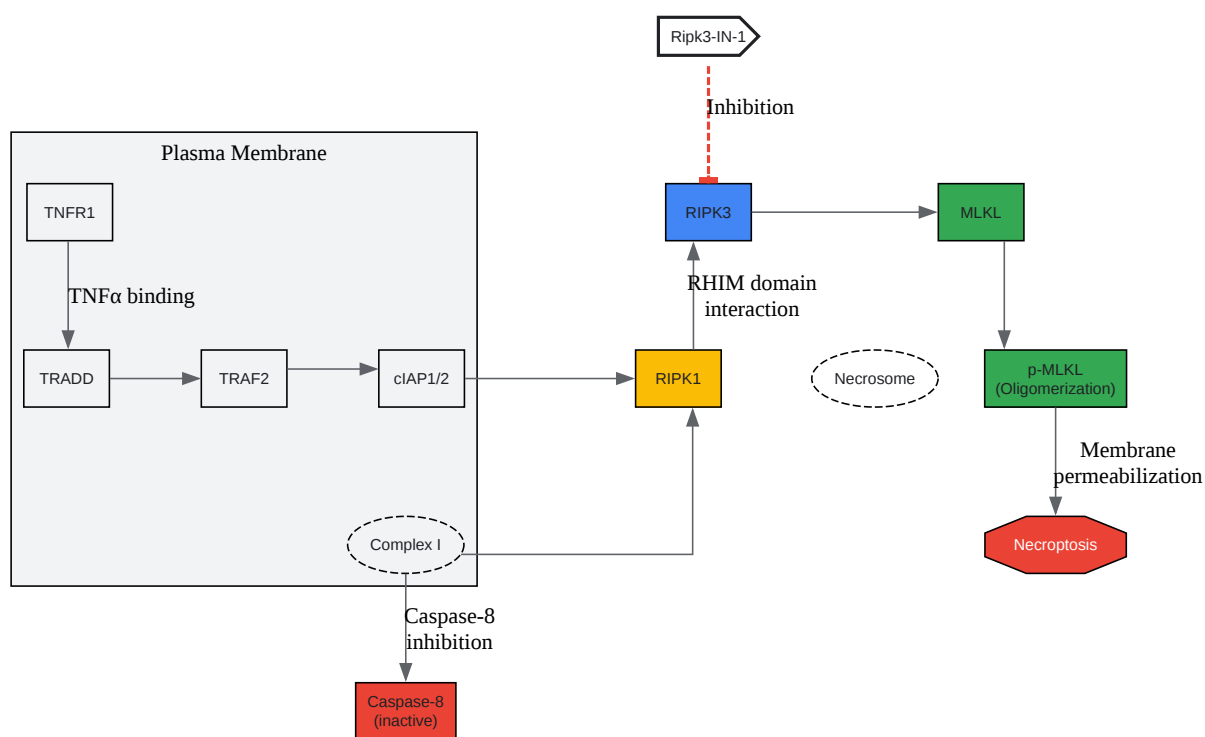 Ripk3-IN-1
Inhibition
Plasma Membrane
TNFR1
RIPK3
MLKL
TNFα binding
RHIM domain
interaction
TRADD
TRAF2
cIAP1/2
RIPK1
Necrosome
p-MLKL
(Oligomerization)
Membrane
permeabilization
Complex I
Necroptosis
Caspase-8
inhibition
Caspase-8
(inactive)